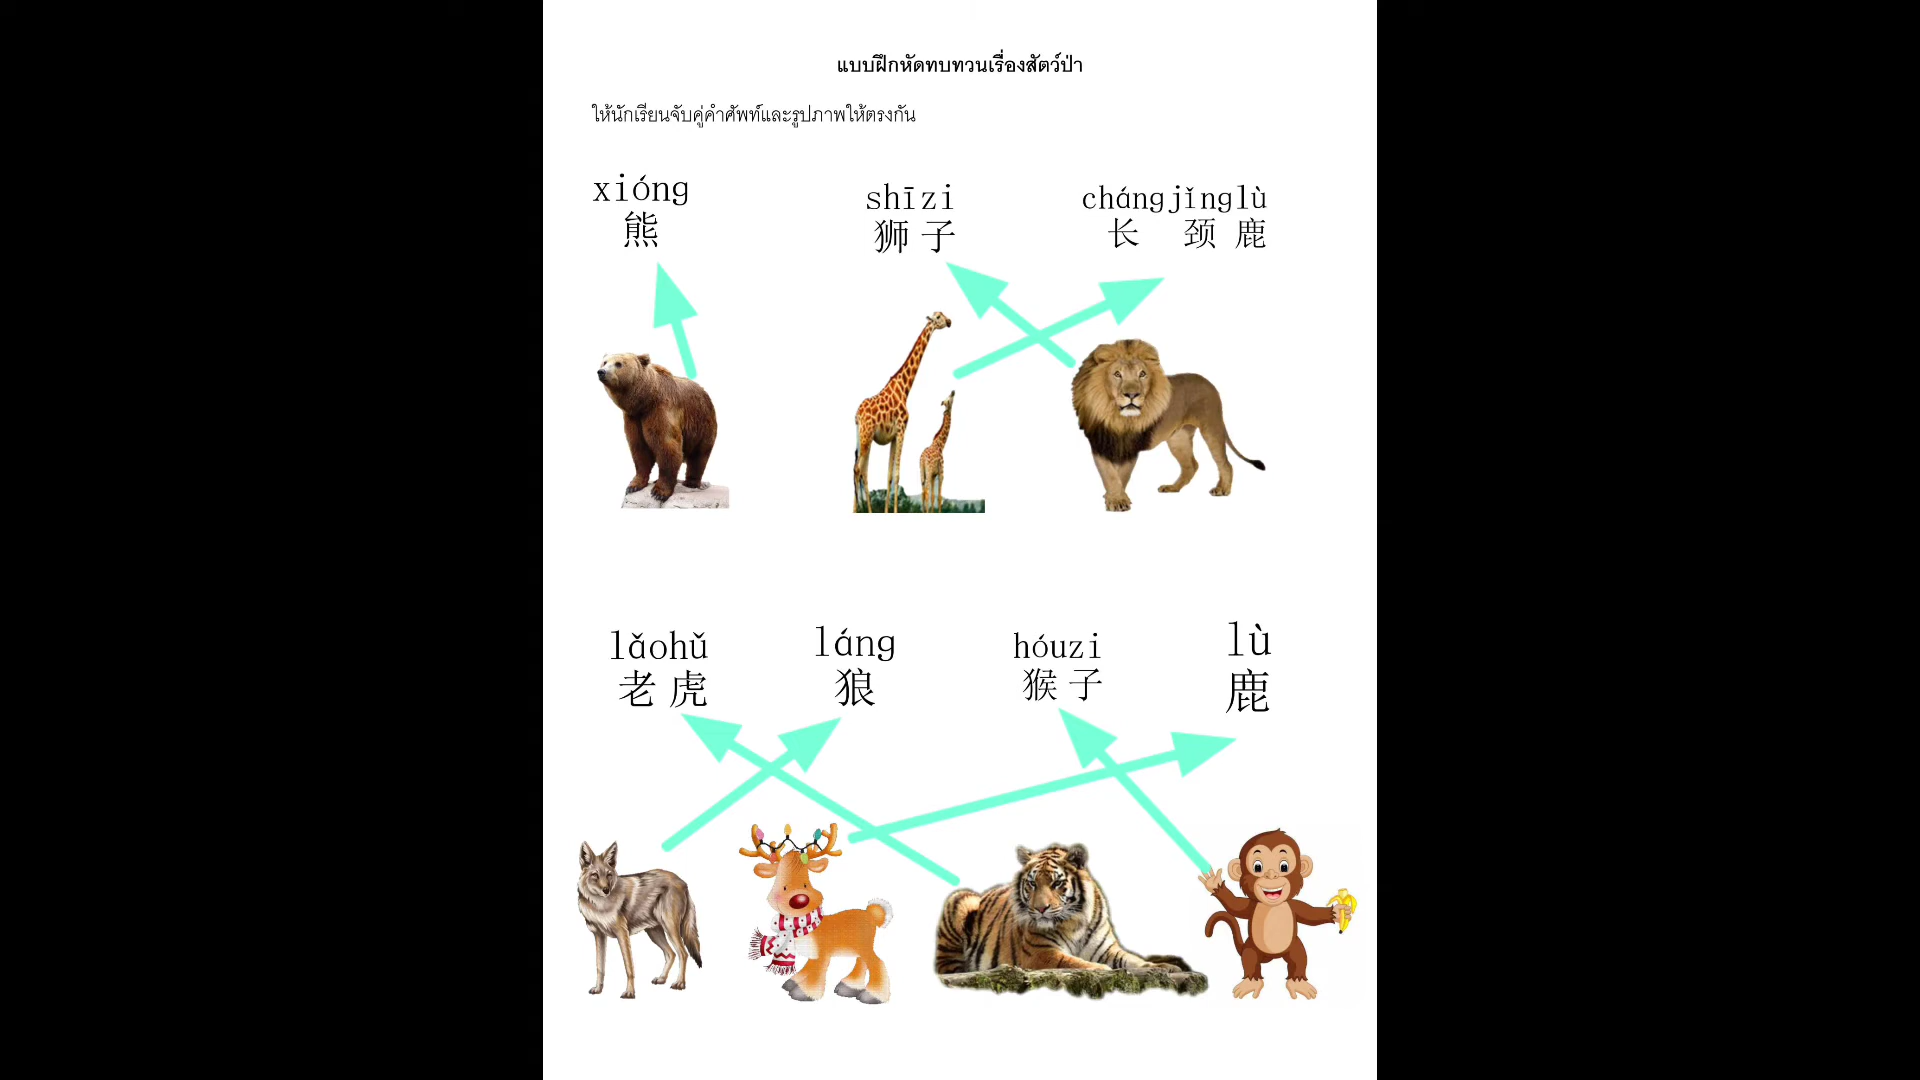 แบบฝึกหัดทบทวนเรื่องสัตว์ป่า
ให้นักเรียนจับคู่คำศัพท์และรูปภาพให้ตรงกัน
xióng
熊
shīzi
狮子
chángjǐnglù
长颈鹿
lǎohǔ
老虎
láng
狼
hóuzi
猴子
lù
鹿